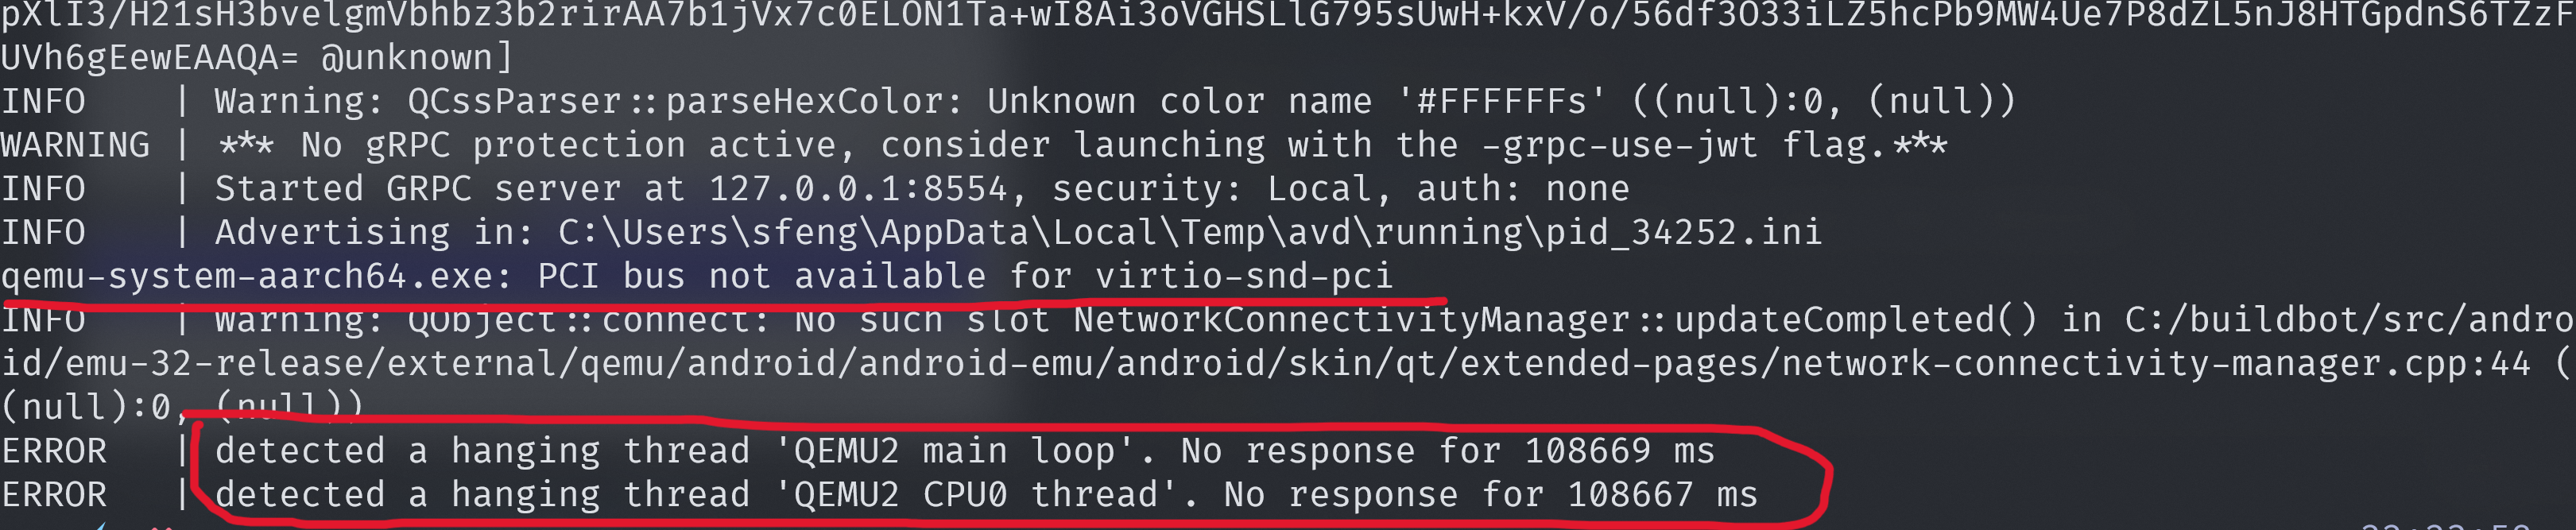 pXlI3/H21sH3bvelgmVbhbz3b2rirAA7b1jVx7c0ELON1Ta+wI8Ai3oVGHSLlG795sUwH+kxV/o/56df3O33iLZ5hcPb9MW4Ue7P8dZL5nJ8HTGpdnS6TZzF
UVh6gEewEAAQA= @unknown]
INFO    | Warning: QCssParser::parseHexColor: Unknown color name '#FFFFFFs' ((null):0, (null))
WARNING | *** No gRPC protection active, consider launching with the -grpc-use-jwt flag.***
INFO    | Started GRPC server at 127.0.0.1:8554, security: Local, auth: none
INFO    | Advertising in: C:\Users\sfeng\AppData\Local\Temp\avd\running\pid_34252.ini
qemu-system-aarch64.exe: PCI bus not available for virtio-snd-pci
INFO    | Warning: QObject::connect: No such slot NetworkConnectivityManager::updateCompleted() in C:/buildbot/src/andro
id/emu-32-release/external/qemu/android/android-emu/android/skin/qt/extended-pages/network-connectivity-manager.cpp:44 (
(null):0, (null))
ERROR   | detected a hanging thread 'QEMU2 main loop'. No response for 108669 ms
ERROR   | detected a hanging thread 'QEMU2 CPU0 thread'. No response for 108667 ms